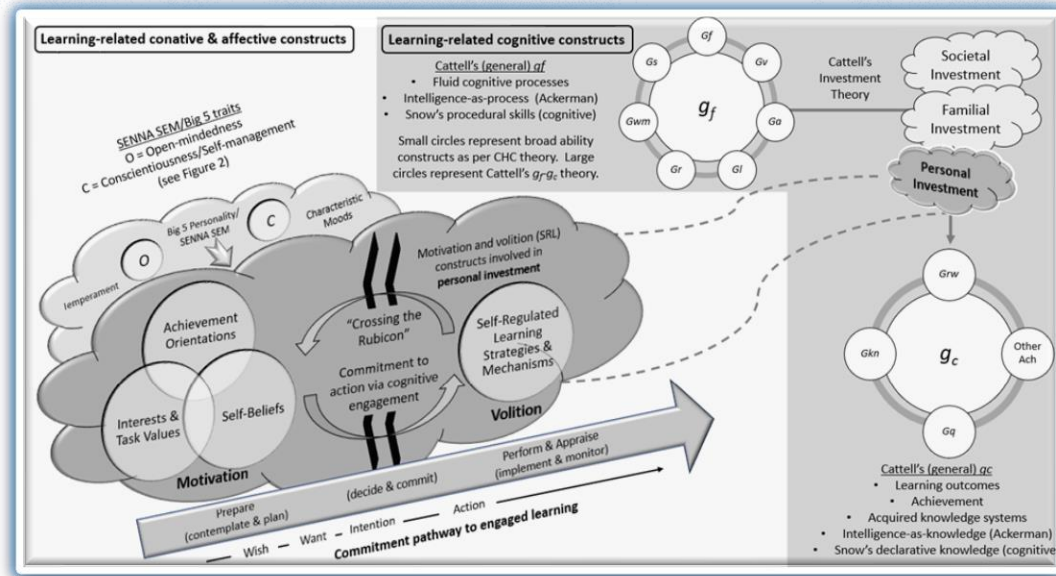 Learning-related conative & affective constructs
SENNA SEM/Big 5 traits
O = Open-mindedness
C = Conscientiousness/Self-management
(see Figure 2)
Temperament
O
Big 5 Personality/
SENNA SEM
C
Characteristic
Moods
Achievement
Orientations
Interests &
Task Values
Self-Beliefs
Motivation
"Crossing the
Rubicon"
Commitment to
action via cognitive
engagement
Motivation and volition (SRL)
constructs involved in
personal investment
Self-Regulated
Learning
Strategies &
Mechanisms
Volition
Prepare
(contemplate & plan)
(decide & commit)
Perform & Appraise
(implement & monitor)
Wish — Want — Intention — Action
Commitment pathway to engaged learning
Learning-related cognitive constructs
Cattell's (general) gf
• Fluid cognitive processes
• Intelligence-as-process (Ackerman)
• Snow's procedural skills (cognitive)
Small circles represent broad ability
constructs as per CHC theory. Large
circles represent Cattell's gf-gc theory.
Gf
Gs
Gv
Gwm
gf
Ga
Gr
Gl
Cattell's
Investment
Theory
Societal
Investment
Familial
Investment
Personal
Investment
Grw
Gkn
gc
Other
Ach
Gq
Cattell's (general) gc
• Learning outcomes
• Achievement
• Acquired knowledge systems
• Intelligence-as-knowledge (Ackerman)
• Snow's declarative knowledge (cognitive